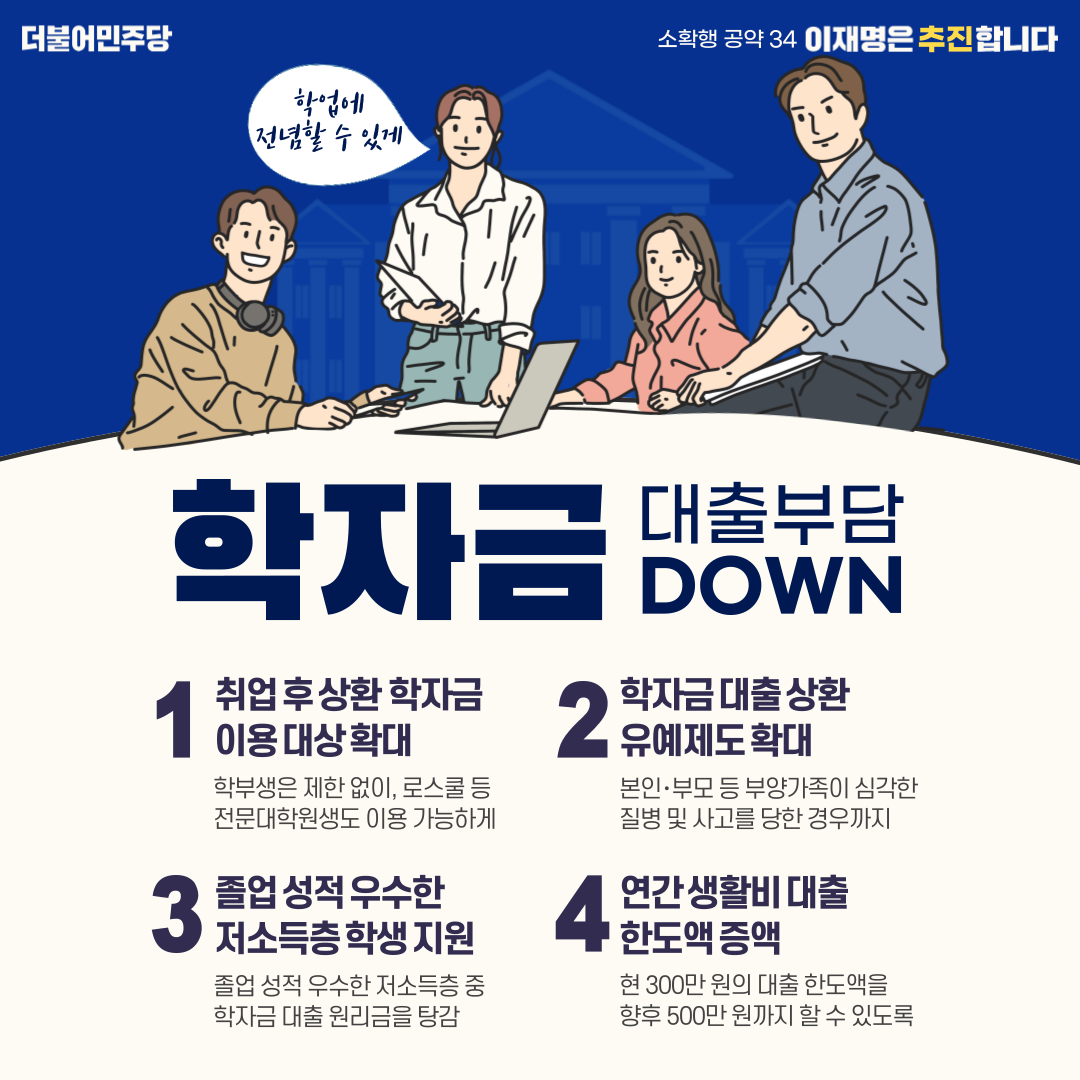 더불어민주당
소확행 공약 34 이재명은 추진합니다
학업에
전념할 수 있게
학자금
대출부담
DOWN
1
취업 후 상환 학자금
이용 대상 확대
학부생은 제한 없이, 로스쿨 등
전문대학원생도 이용 가능하게
2
학자금 대출 상환
유예제도 확대
본인·부모 등 부양가족이 심각한
질병 및 사고를 당한 경우까지
3
졸업 성적 우수한
저소득층 학생 지원
졸업 성적 우수한 저소득층 중
학자금 대출 원리금을 탕감
4
연간 생활비 대출
한도액 증액
현 300만 원의 대출 한도액을
향후 500만 원까지 할 수 있도록